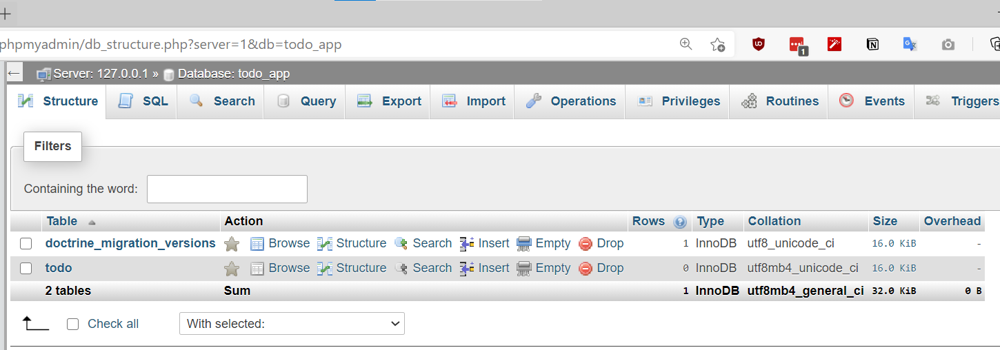 phpmyadmin/db_structure.php?server=1&db=todo_app
UO 1 N G
Server: 127.0.0.1 » Database: todo_app
Structure SQL Search Query Export Import Operations Privileges Routines Events Triggers
Filters
Containing the word:
Table Action Rows Type Collation Size Overhead
doctrine_migration_versions Browse Structure Search Insert Empty Drop 1 InnoDB utf8_unicode_ci 16.0 KiB -
todo Browse Structure Search Insert Empty Drop 0 InnoDB utf8mb4_unicode_ci 16.0 KiB -
2 tables Sum 1 InnoDB utf8mb4_general_ci 32.0 KiB 0 B
Check all With selected: